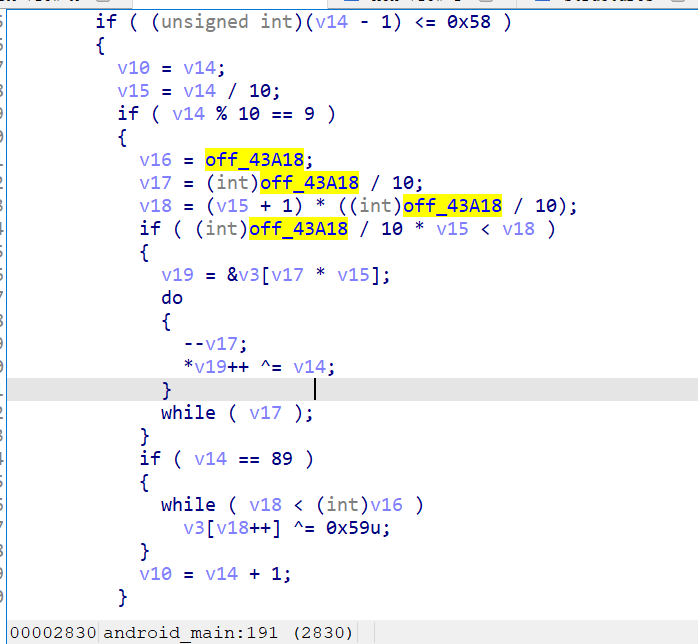 if ( (unsigned int)(v14 - 1) <= 0x58 )
{
v10 = v14;
v15 = v14 / 10;
if ( v14 % 10 == 9 )
{
v16 = off_43A18;
v17 = (int)off_43A18 / 10;
v18 = (v15 + 1) * ((int)off_43A18 / 10);
if ( (int)off_43A18 / 10 * v15 < v18 )
{
v19 = &v3[v17 * v15];
do
{
--v17;
*v19++ ^= v14;
}
while ( v17 );
}
if ( v14 == 89 )
{
while ( v18 < (int)v16 )
v3[v18++] ^= 0x59u;
}
v10 = v14 + 1;
}
00002830 android_main:191 (2830)